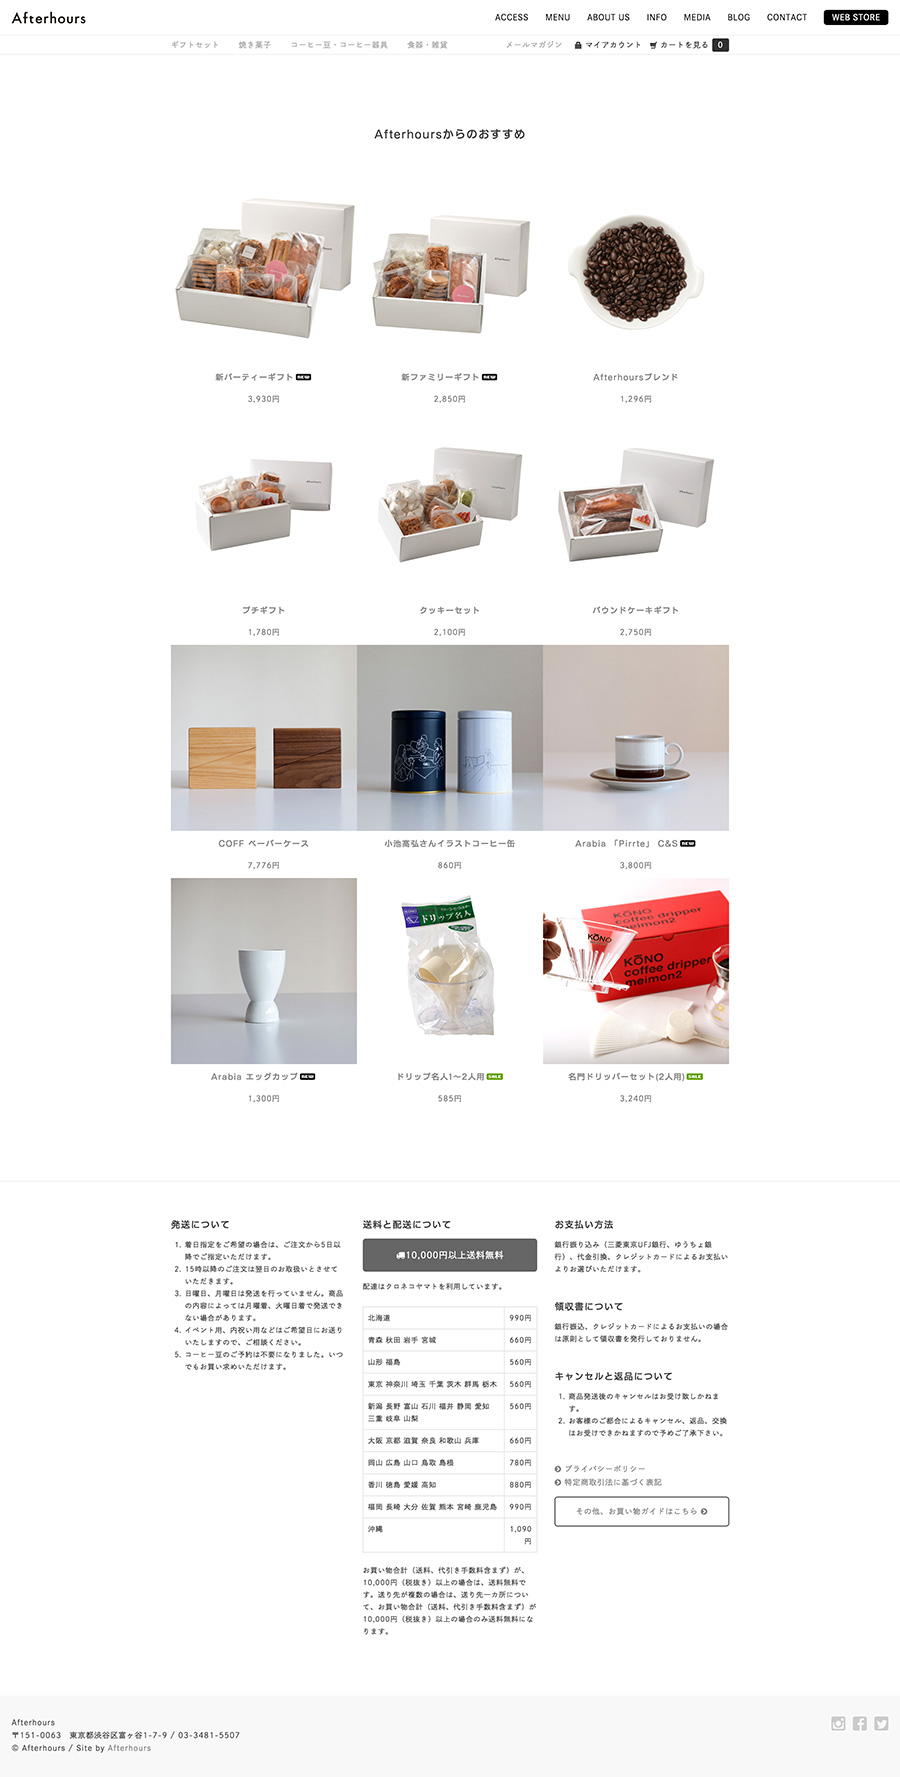 Afterhours
ACCESS MENU ABOUT US INFO MEDIA BLOG CONTACT WEB STORE
ギフトセット 焼き菓子 コーヒー豆・コーヒー器具 食器・雑貨 メールマガジン マイアカウント カートを見る 0
Afterhoursからのおすすめ
新パーティーギフト NEW
3,930円
新ファミリーギフト NEW
2,850円
Afterhoursブレンド
1,296円
プチギフト
1,780円
クッキーセット
2,100円
パウンドケーキギフト
2,750円
COFF ペーパーケース
7,776円
小池高弘さんイラストコーヒー缶
860円
Arabia 「Pirrte」 C&S NEW
3,800円
ドリップ名人
KŌNO
coffee dripper
meimon2
KŌNO
KŌNO
coffee dripper
meimon2
Arabia エッグカップ NEW
1,300円
ドリップ名人1〜2人用 SALE
585円
名門ドリッパーセット(2人用) SALE
3,240円
発送について
1. 着日指定をご希望の場合は、ご注文から5日以
降でご指定いただけます。
2. 15時以降のご注文は翌日のお取扱いとさせて
いただきます。
3. 日曜日、月曜日は発送を行っていません。商品
の内容によっては月曜着、火曜日着で発送でき
ない場合があります。
4. イベント用、内祝い用などはご希望日にお送り
いたしますので、ご相談ください。
5. コーヒー豆のご予約は不要になりました。いつ
でもお買い求めいただけます。
送料と配送について
10,000円以上送料無料
配達はクロネコヤマトを利用しています。
北海道 990円
青森 秋田 岩手 宮城 660円
山形 福島 560円
東京 神奈川 埼玉 千葉 茨木 群馬 栃木 560円
新潟 長野 富山 石川 福井 静岡 愛知 560円
三重 岐阜 山梨
大阪 京都 滋賀 奈良 和歌山 兵庫 660円
岡山 広島 山口 鳥取 島根 780円
香川 徳島 愛媛 高知 880円
福岡 長崎 大分 佐賀 熊本 宮崎 鹿児島 990円
沖縄 1,090
円
お買い物合計（送料、代引き手数料含まず）が、
10,000円（税抜き）以上の場合は、送料無料で
す。送り先が複数の場合は、送り先一カ所につい
て、お買い物合計（送料、代引き手数料含まず）が
10,000円（税抜き）以上の場合のみ送料無料にな
ります。
お支払い方法
銀行振り込み（三菱東京UFJ銀行、ゆうちょ銀
行）、代金引換、クレジットカードによるお支払い
よりお選びいただけます。
領収書について
銀行振込、クレジットカードによるお支払いの場合
は原則として領収書を発行しておりません。
キャンセルと返品について
1. 商品発送後のキャンセルはお受け致しかねま
す。
2. お客様のご都合によるキャンセル、返品、交換
はお受けできかねますので予めご了承下さい。
プライバシーポリシー
特定商取引法に基づく表記
その他、お買い物ガイドはこちら
Afterhours
〒151-0063 東京都渋谷区富ヶ谷1-7-9 / 03-3481-5507
© Afterhours / Site by Afterhours